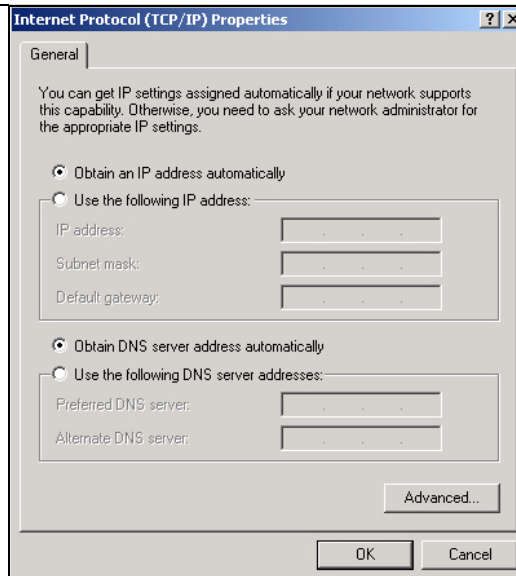 Internet Protocol (TCP/IP) Properties
General
You can get IP settings assigned automatically if your network supports
this capability. Otherwise, you need to ask your network administrator for
the appropriate IP settings.
Obtain an IP address automatically
Use the following IP address:
IP address:
Subnet mask:
Default gateway:
Obtain DNS server address automatically
Use the following DNS server addresses:
Preferred DNS server:
Alternate DNS server:
Advanced...
OK Cancel